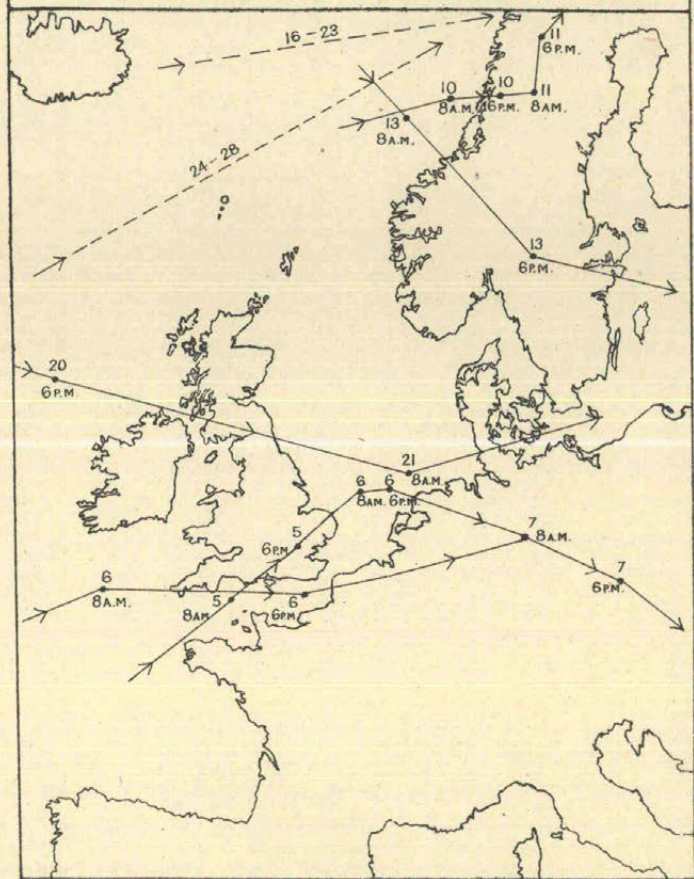 16-23
11
6 P.M.
10
8 A.M.
10
6 P.M.
11
8 A.M.
13
8 A.M.
24-28
13
6 P.M.
20
6 P.M.
21
8 A.M.
6
8 A.M.
6
6 P.M.
5
6 P.M
7
8 A.M.
6
8 A.M.
5
8 A.M
6
6 P.M
7
6 P.M.